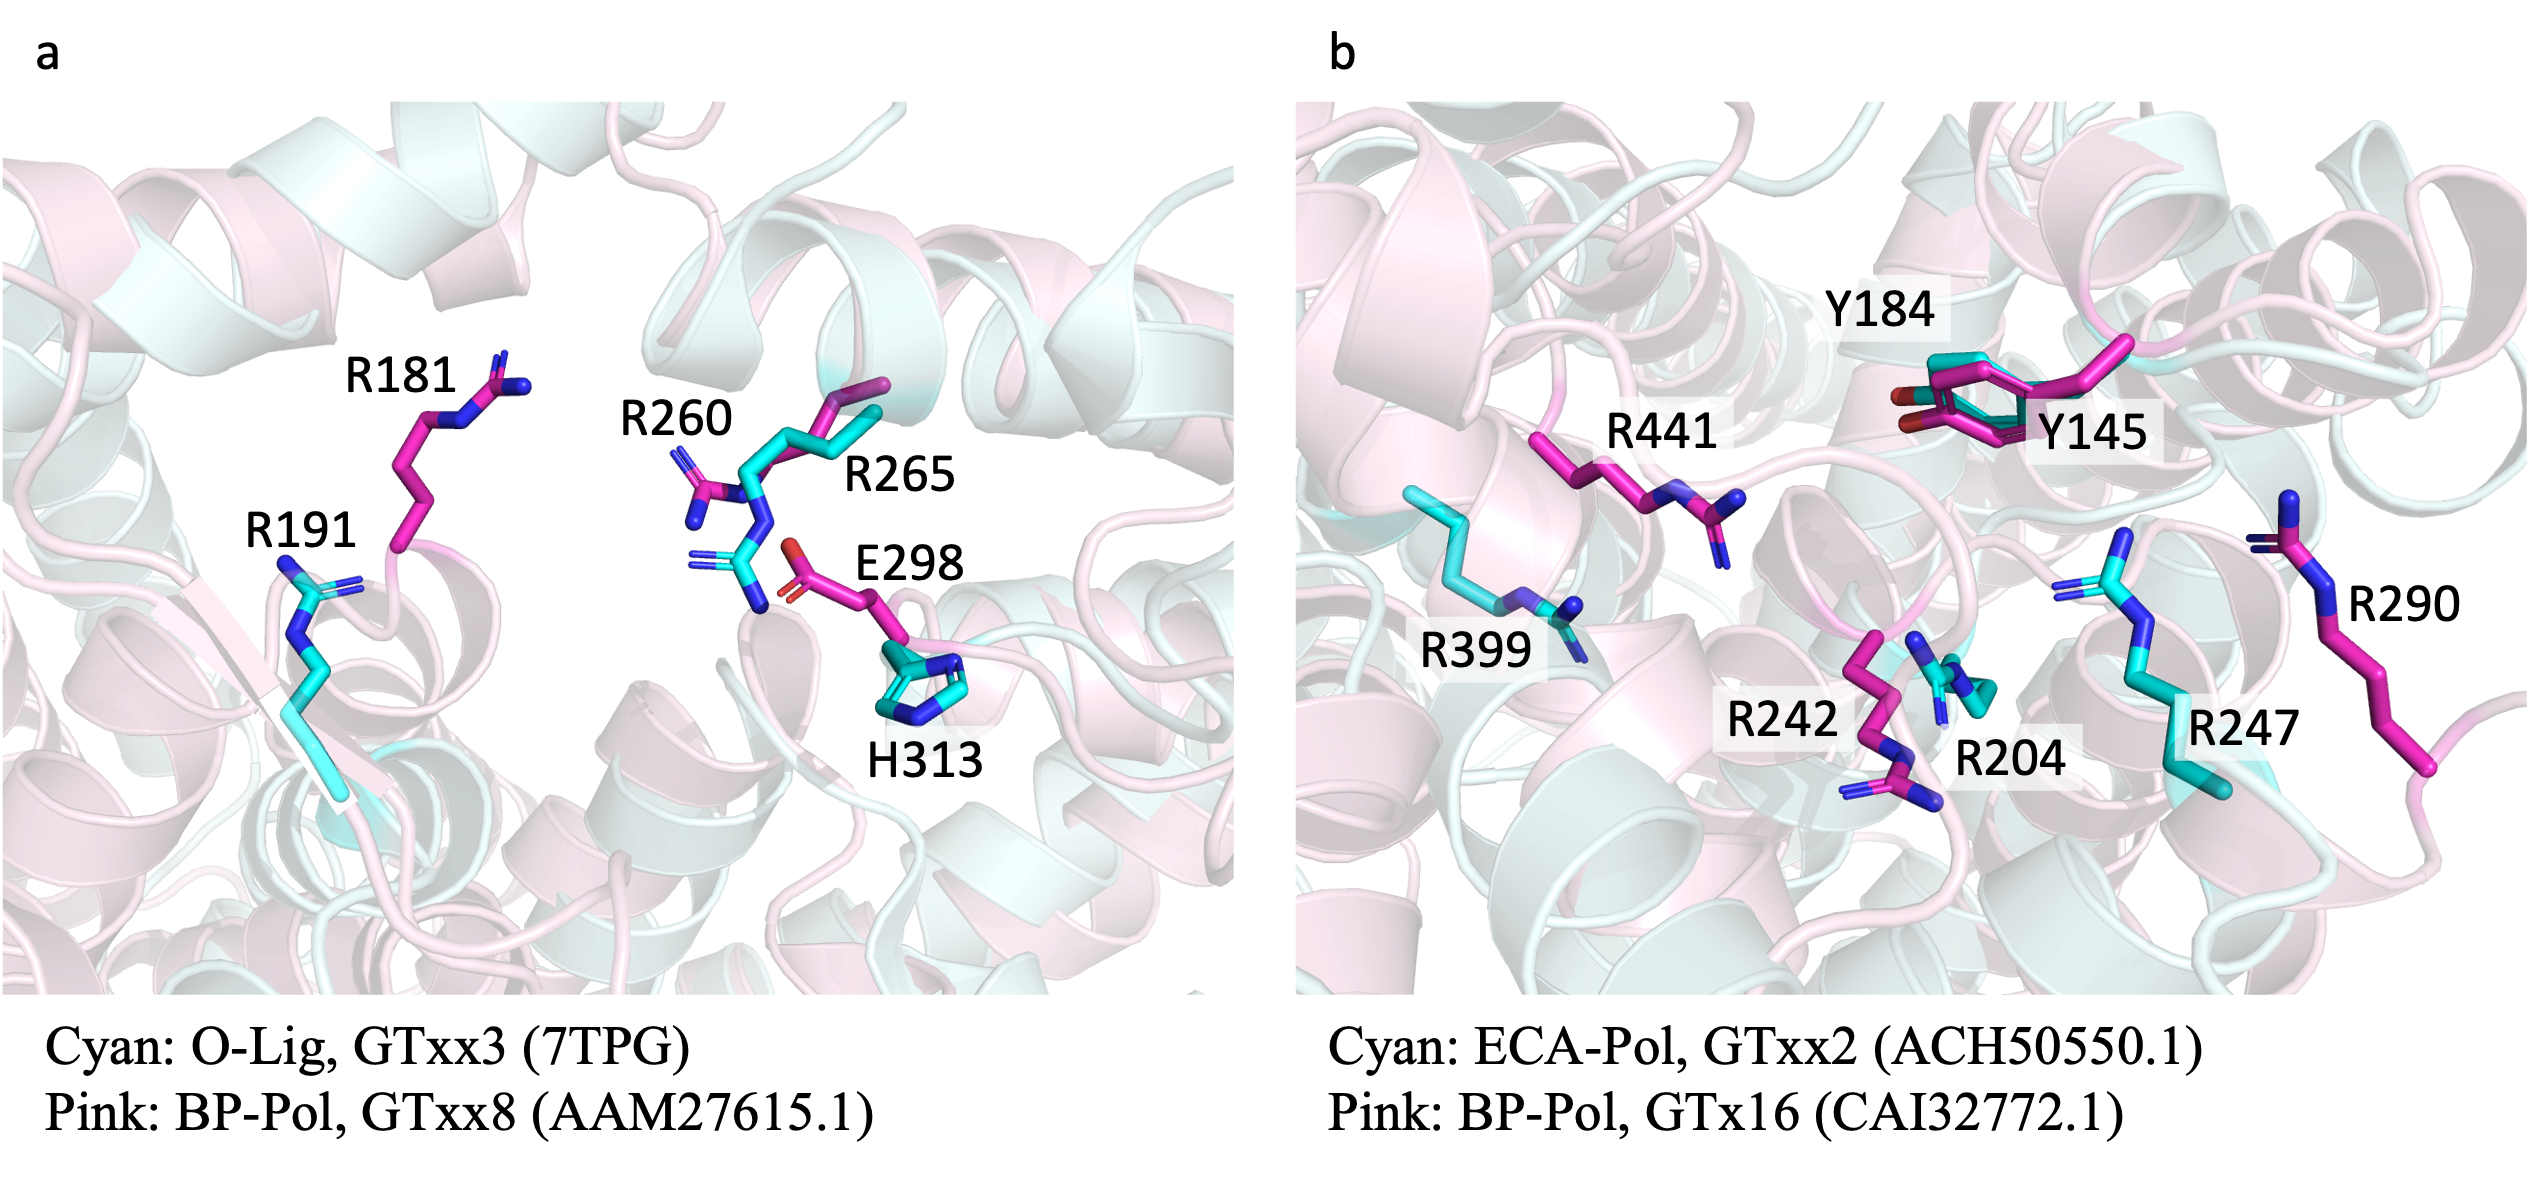 a
b
R181
R260
R265
R191
E298
H313
Y184
R441
Y145
R399
R290
R242
R204
R247
Cyan: O-Lig, GTxx3 (7TPG)
Pink: BP-Pol, GTxx8 (AAM27615.1)
Cyan: ECA-Pol, GTxx2 (ACH50550.1)
Pink: BP-Pol, GTx16 (CAI32772.1)